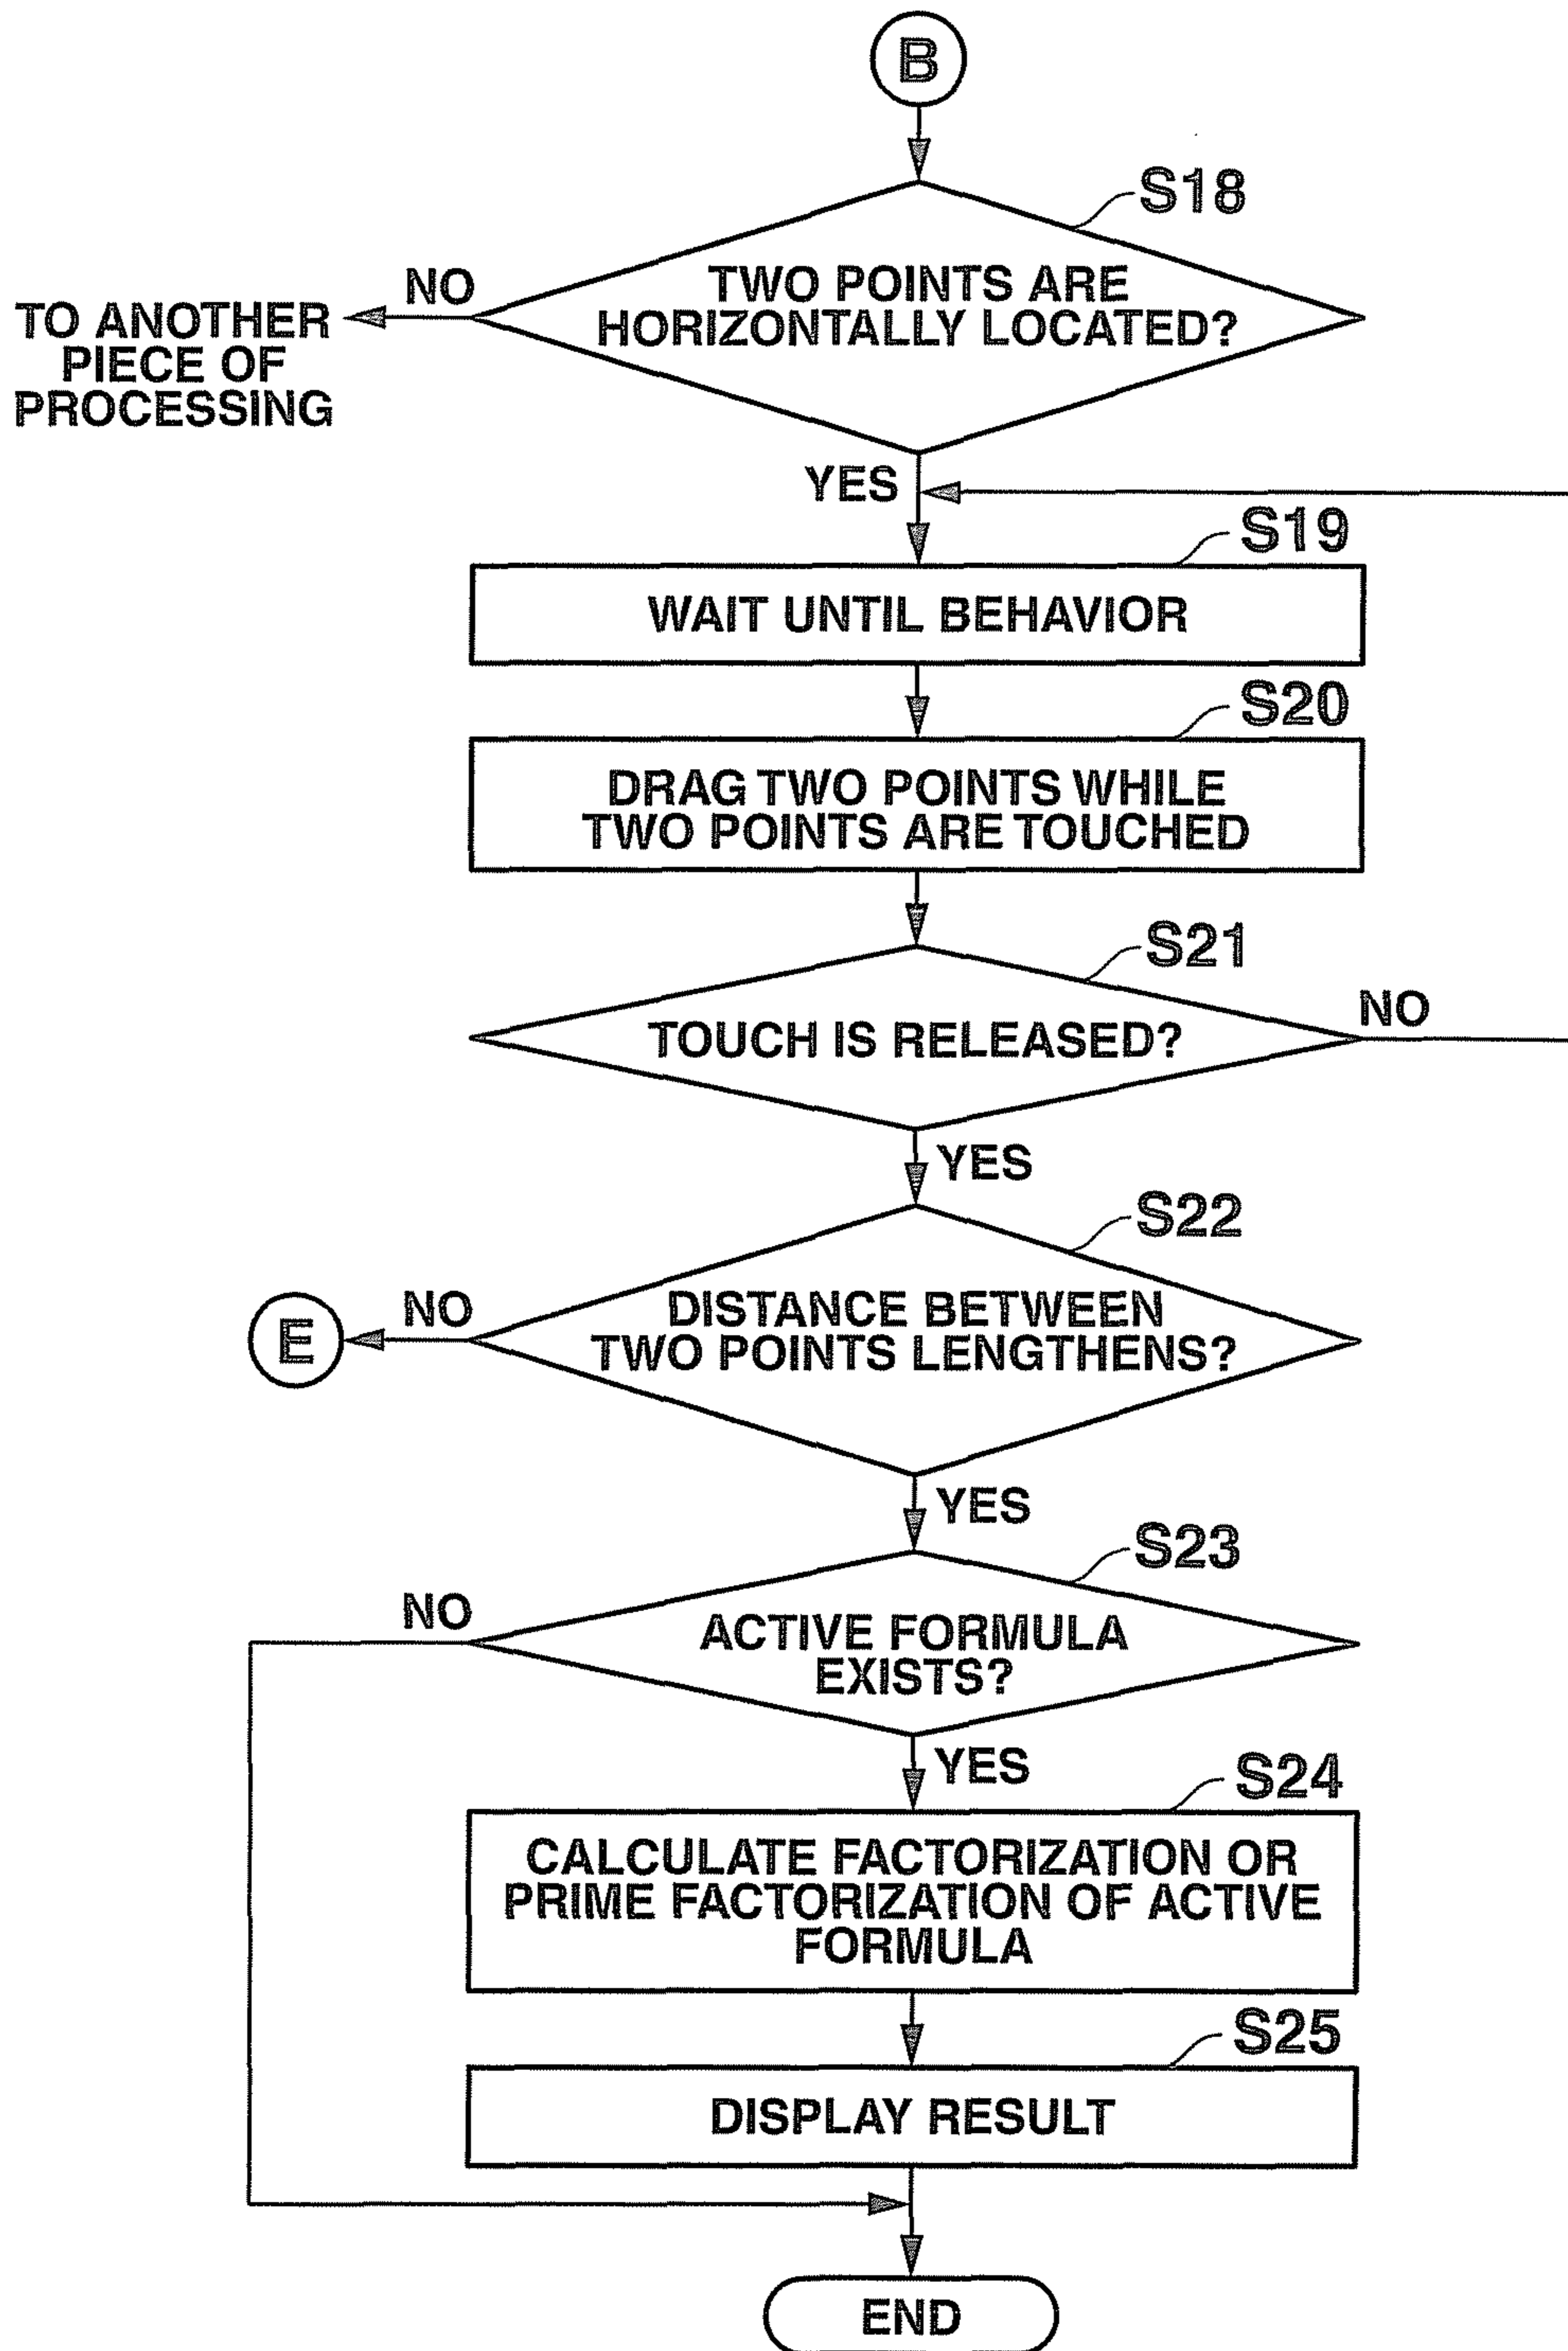 B
S18
TWO POINTS ARE
HORIZONTALLY LOCATED?
NO
TO ANOTHER
PIECE OF
PROCESSING
YES
S19
WAIT UNTIL BEHAVIOR
S20
DRAG TWO POINTS WHILE
TWO POINTS ARE TOUCHED
S21
TOUCH IS RELEASED?
NO
YES
S22
DISTANCE BETWEEN
TWO POINTS LENGTHENS?
NO
E
YES
S23
ACTIVE FORMULA
EXISTS?
NO
YES
S24
CALCULATE FACTORIZATION OR
PRIME FACTORIZATION OF ACTIVE
FORMULA
S25
DISPLAY RESULT
END